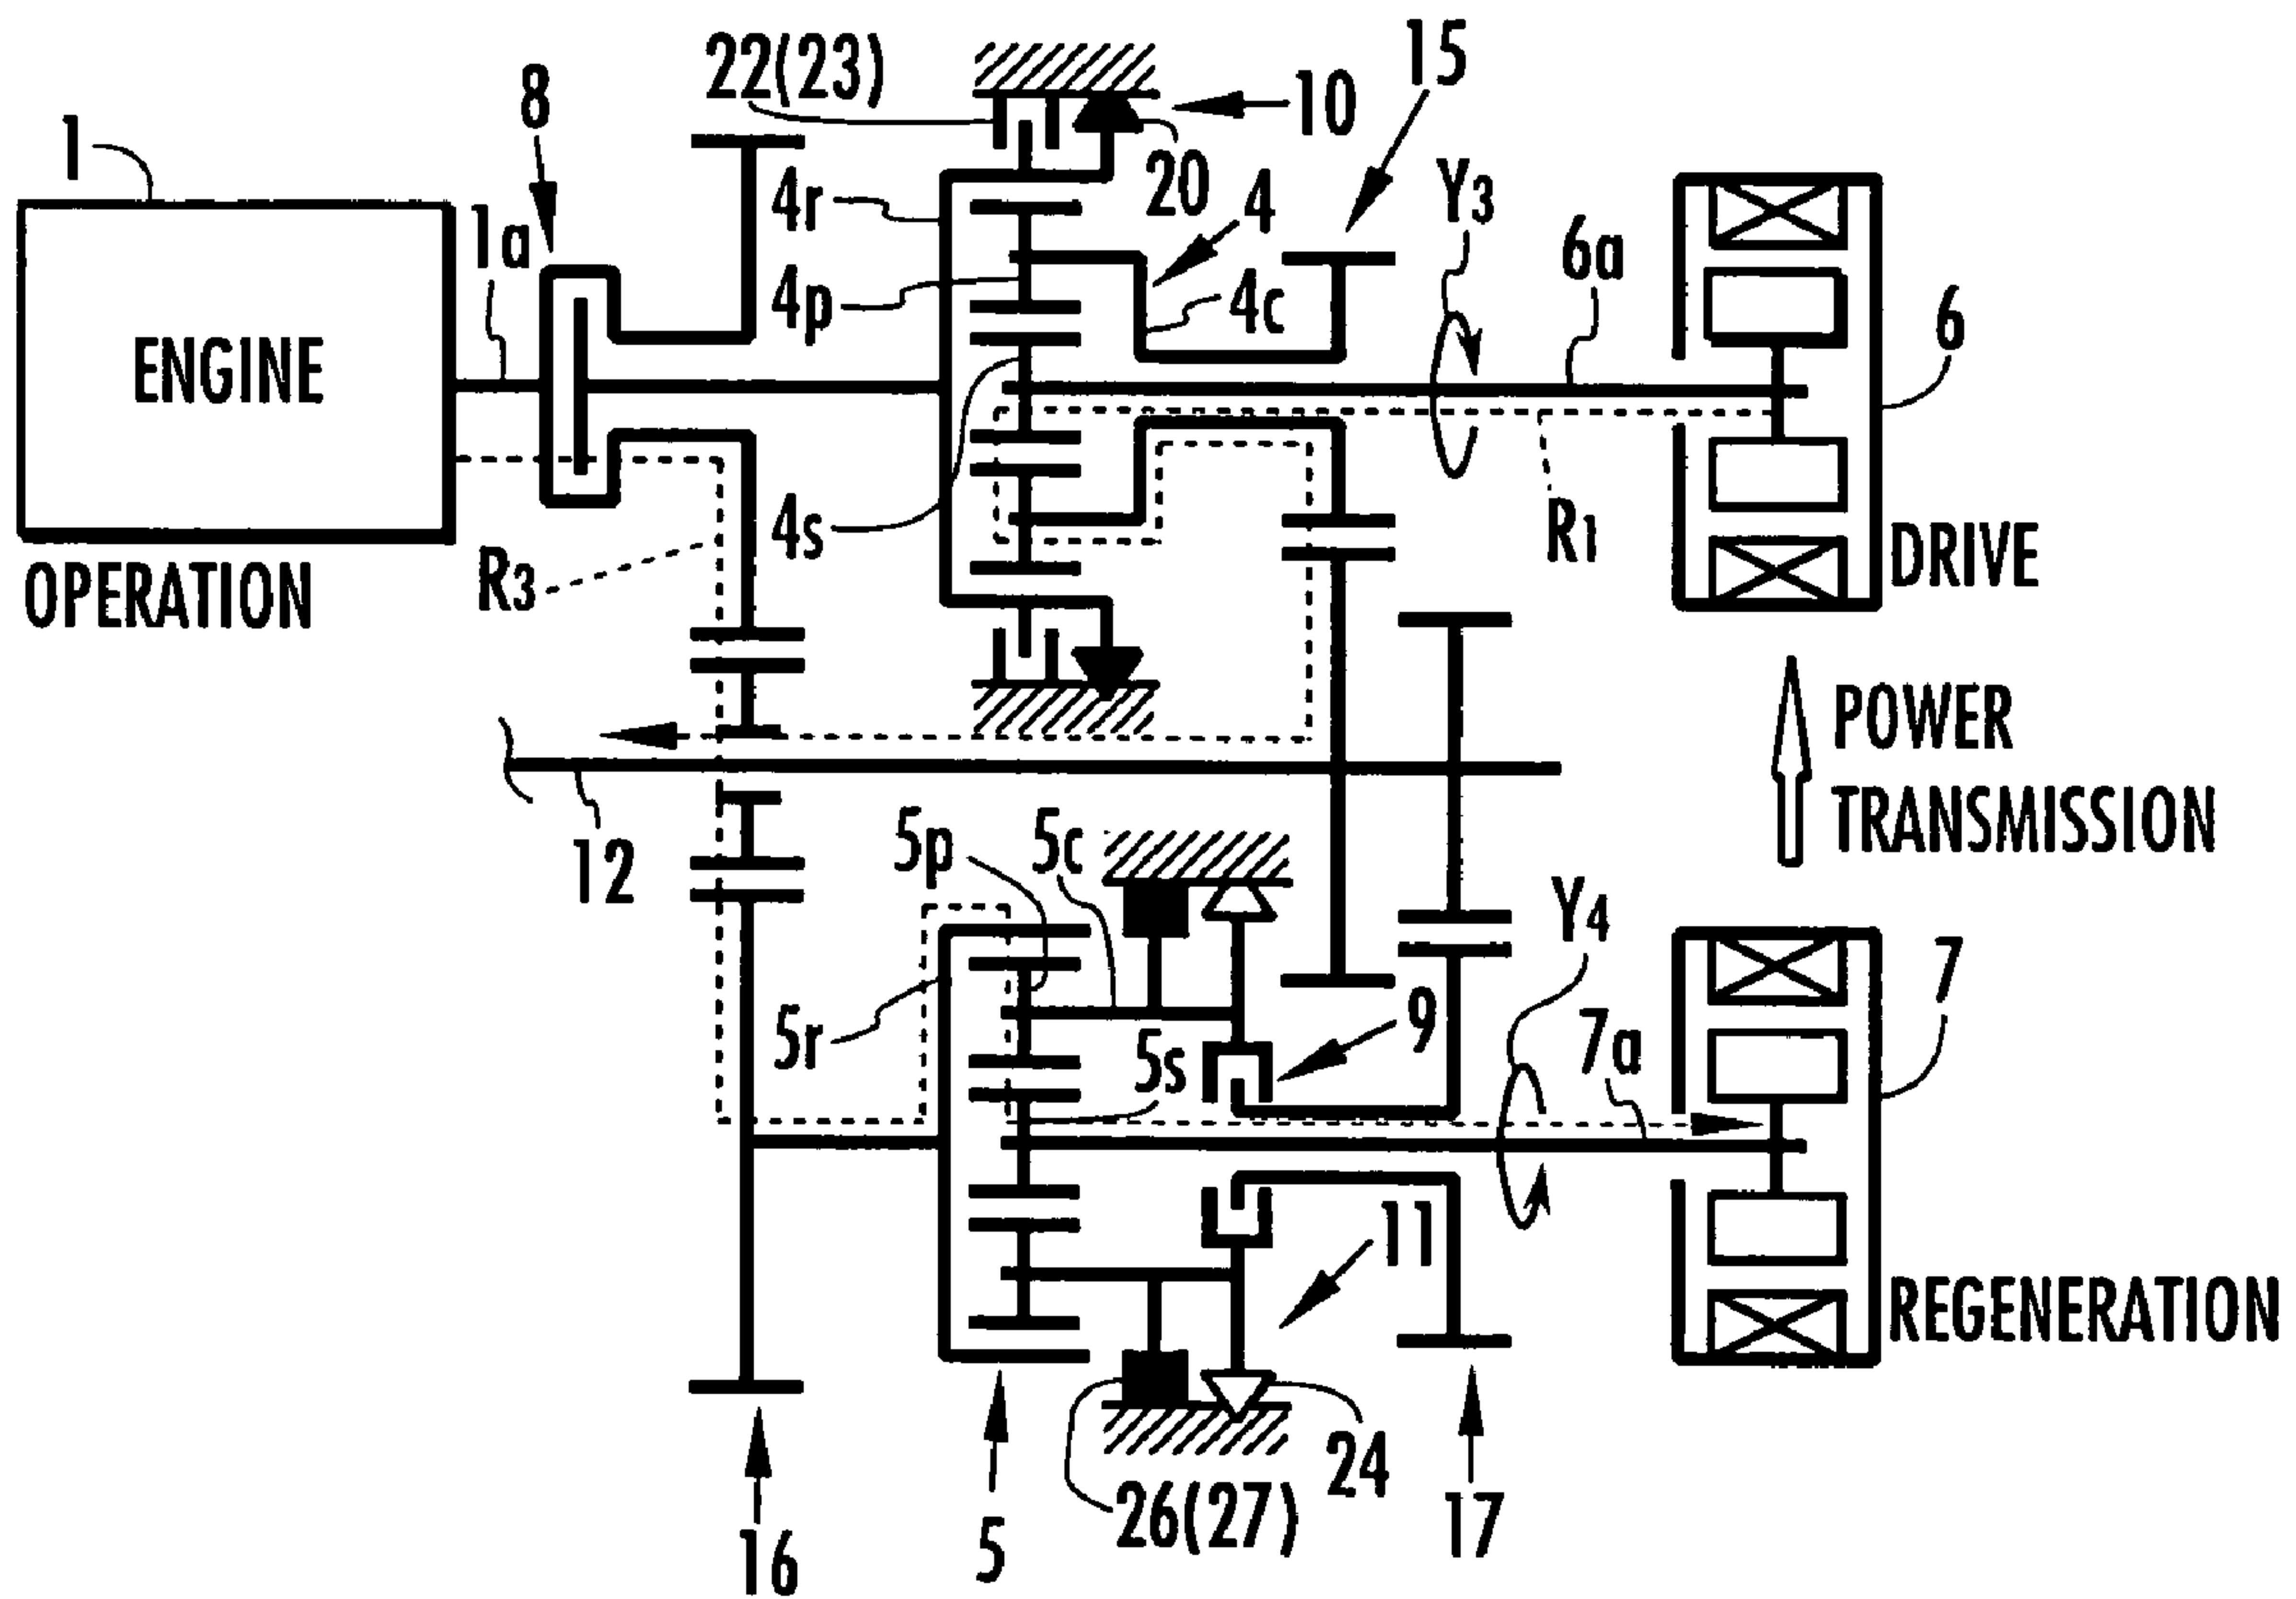 22(23)
15
8
10
1
20
4r
4
Y3
1a
6a
4p
4c
6
ENGINE
4s
R1
DRIVE
R3
OPERATION
POWER
TRANSMISSION
12
5p
5c
Y4
7
9
5r
5s
7a
11
REGENERATION
24
26(27)
17
5
16